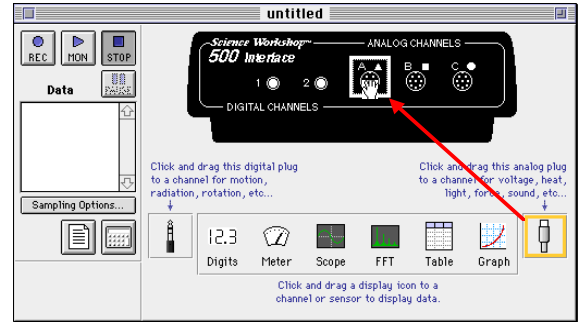 untitled
REC MON STOP
PAUSE
Data
Sampling Options...
Science Workshop™
500 Interface
ANALOG CHANNELS
A B C
1 2
DIGITAL CHANNELS
Click and drag this digital plug
to a channel for motion,
radiation, rotation, etc...
Click and drag this analog plug
to a channel for voltage, heat,
light, force, sound, etc...
12.3
Digits Meter Scope FFT Table Graph
Click and drag a display icon to a
channel or sensor to display data.